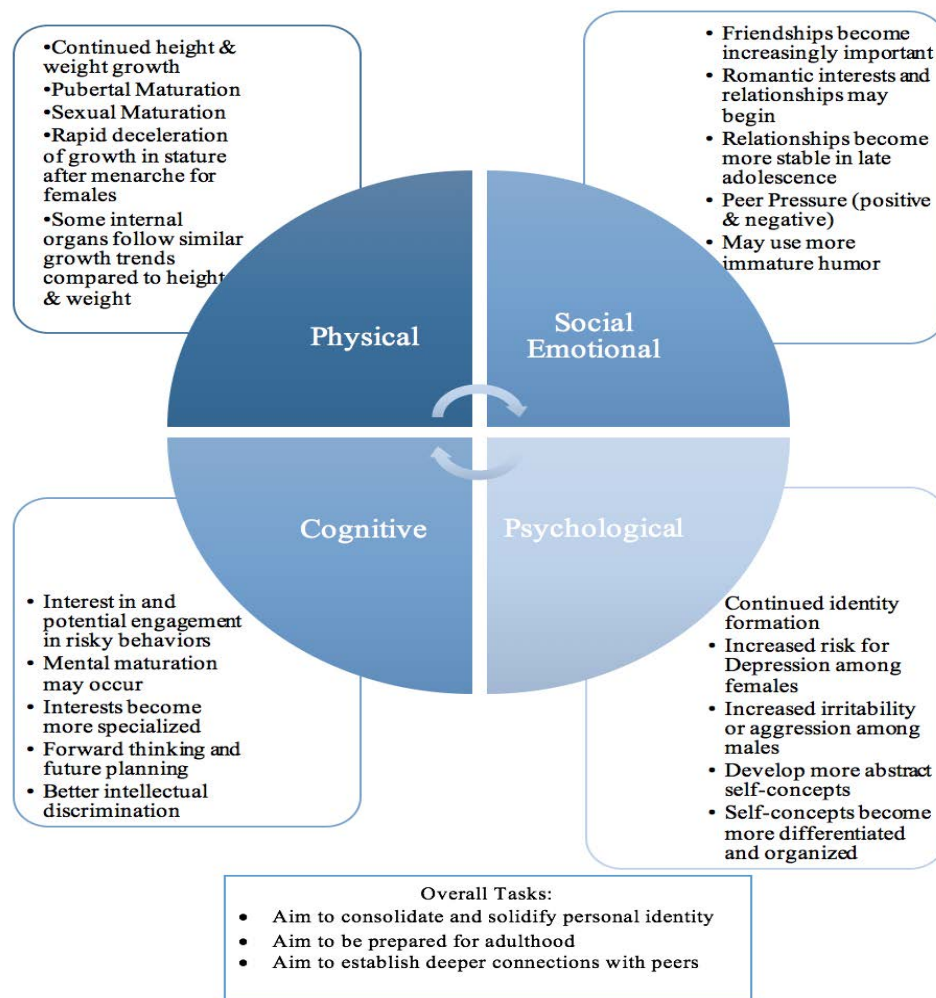 •Continued height &
weight growth
•Pubertal Maturation
•Sexual Maturation
•Rapid deceleration
of growth in stature
after menarche for
females
•Some internal
organs follow similar
growth trends
compared to height
& weight
• Friendships become
increasingly important
• Romantic interests and
relationships may
begin
• Relationships become
more stable in late
adolescence
• Peer Pressure (positive
& negative)
• May use more
immature humor
Physical
Social
Emotional
Cognitive
Psychological
• Interest in and
potential engagement
in risky behaviors
• Mental maturation
may occur
• Interests become
more specialized
• Forward thinking and
future planning
• Better intellectual
discrimination
Continued identity
formation
• Increased risk for
Depression among
females
• Increased irritability
or aggression among
males
• Develop more abstract
self-concepts
• Self-concepts become
more differentiated
and organized
Overall Tasks:
• Aim to consolidate and solidify personal identity
• Aim to be prepared for adulthood
• Aim to establish deeper connections with peers